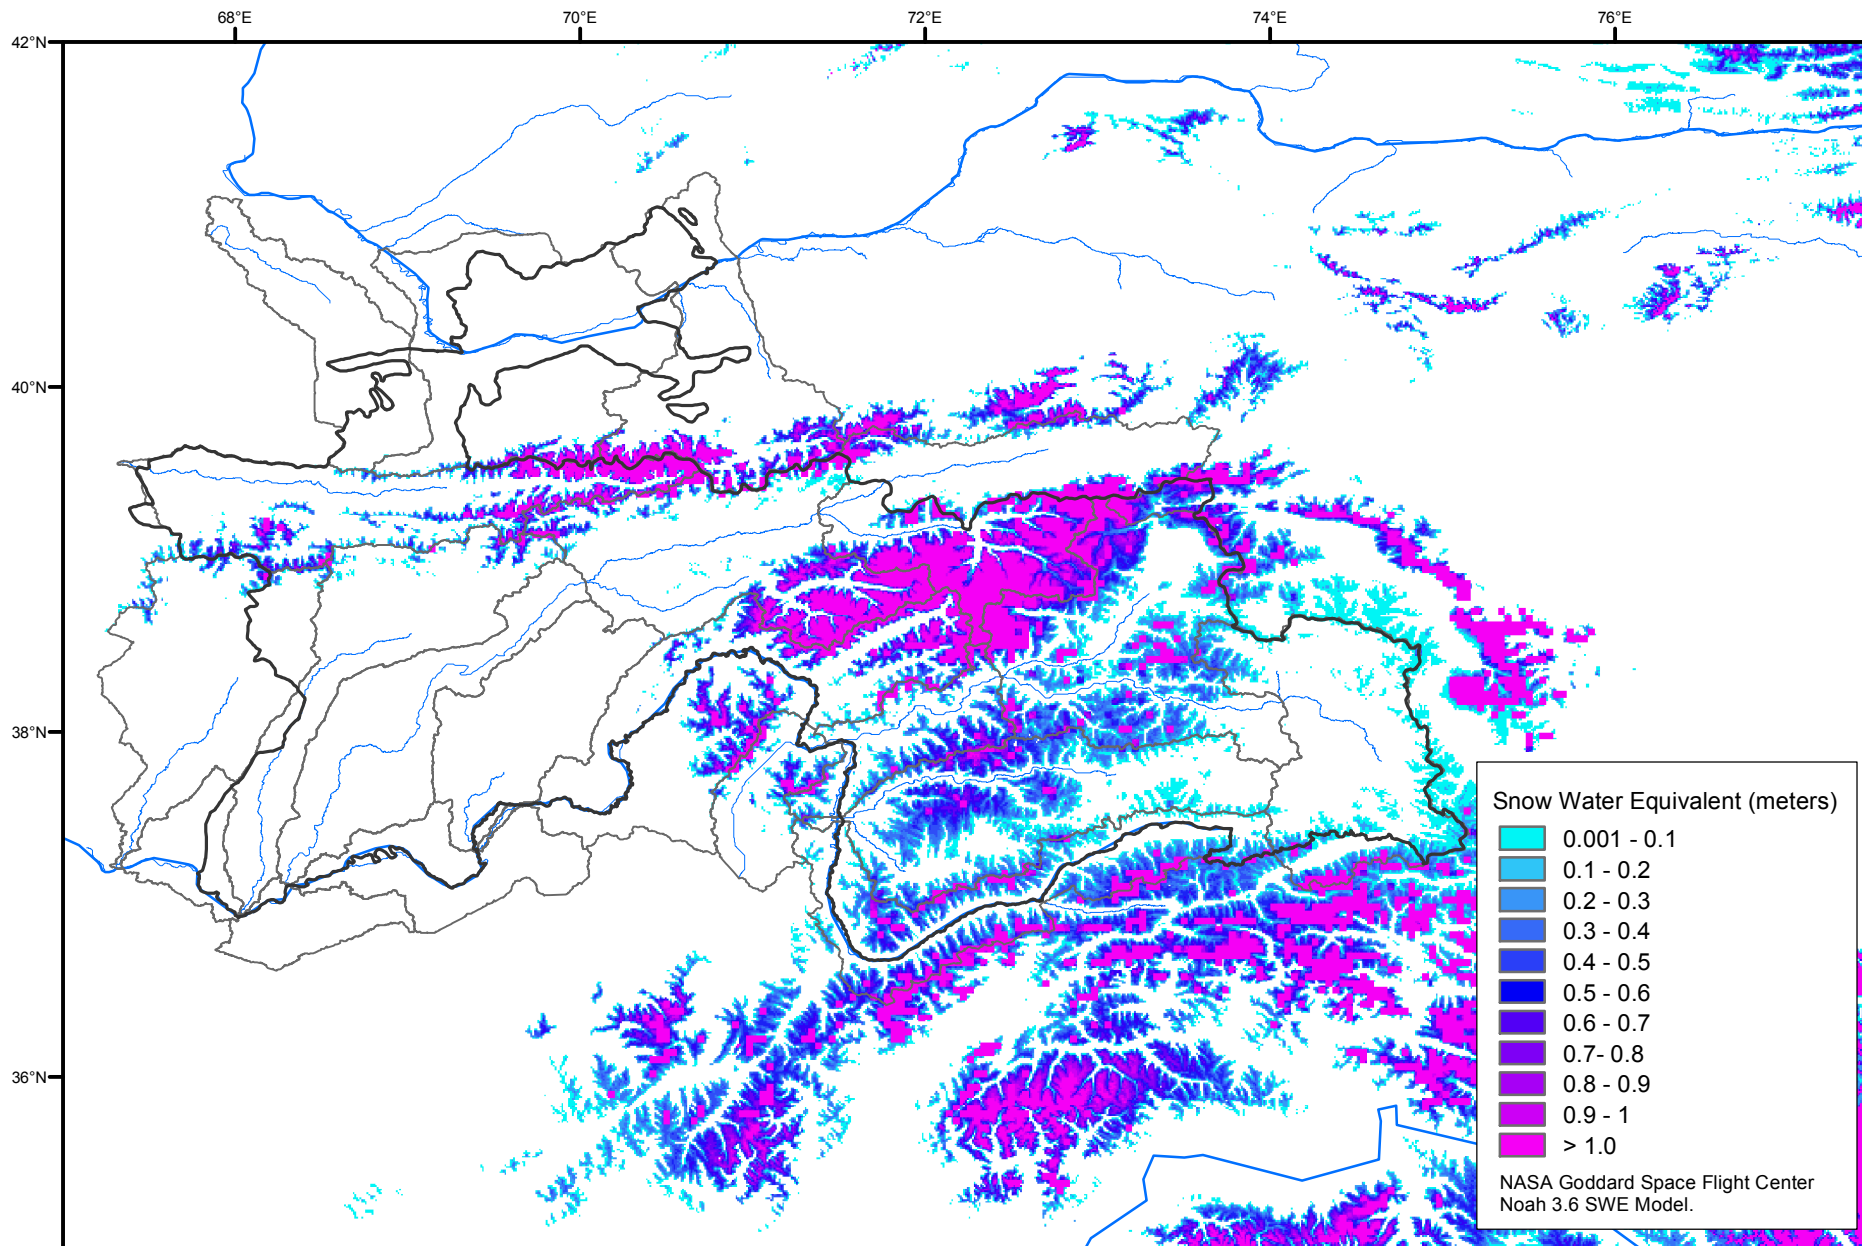 68°E
70°E
72°E
74°E
76°E
42°N
40°N
38°N
36°N
Snow Water Equivalent (meters)
0.001 - 0.1
0.1 - 0.2
0.2 - 0.3
0.3 - 0.4
0.4 - 0.5
0.5 - 0.6
0.6 - 0.7
0.7- 0.8
0.8 - 0.9
0.9 - 1
> 1.0
NASA Goddard Space Flight Center
Noah 3.6 SWE Model.